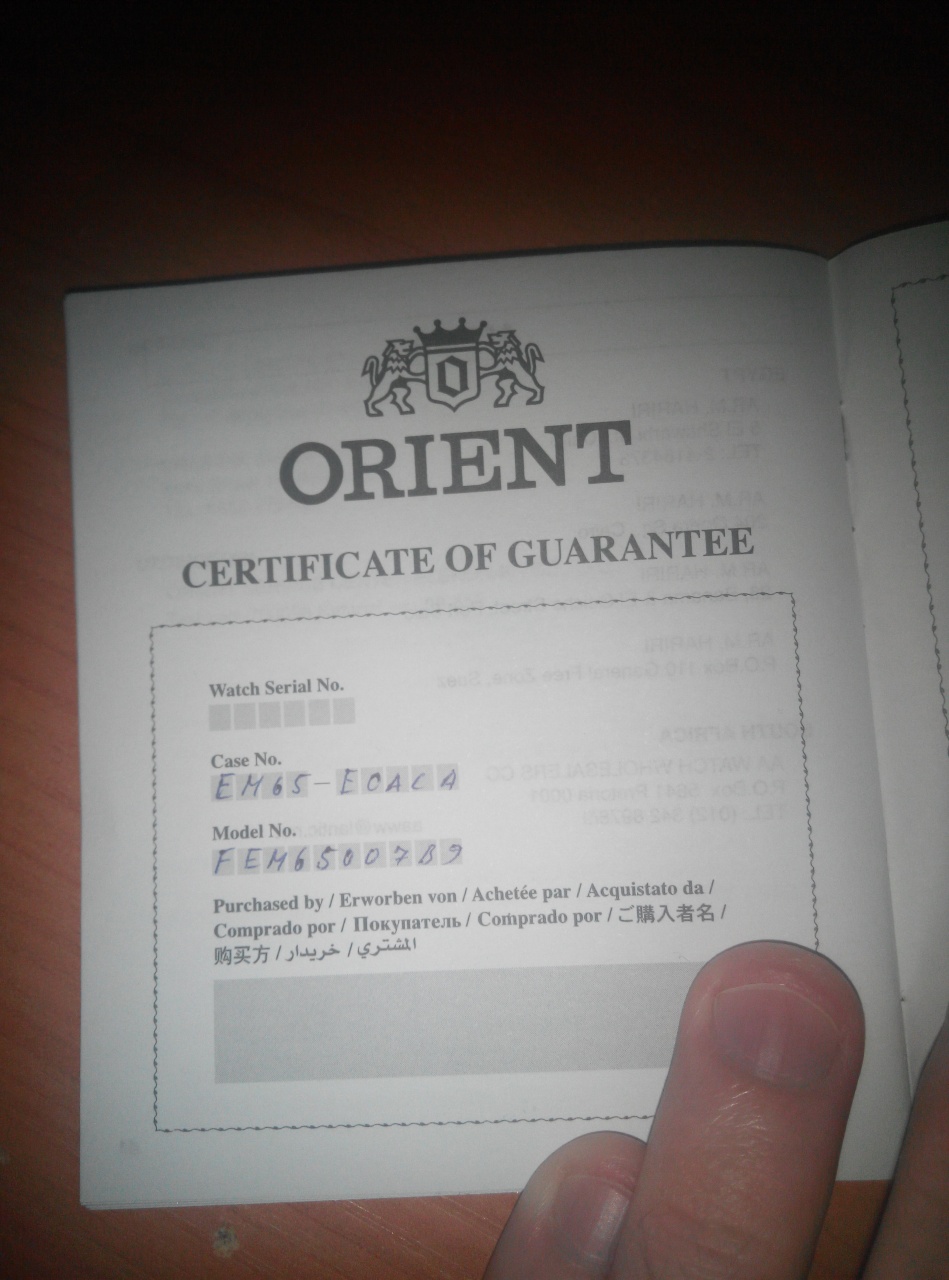 ORIENT
CERTIFICATE OF GUARANTEE
Watch Serial No.
Case No.
EM65-E0ACA
Model No.
FEM65007B9
Purchased by / Erworben von / Achetée par / Acquistato da /
Comprado por / Покупатель / Comprado por / ご購入者名 /
购买方 / خريدار / المشتري